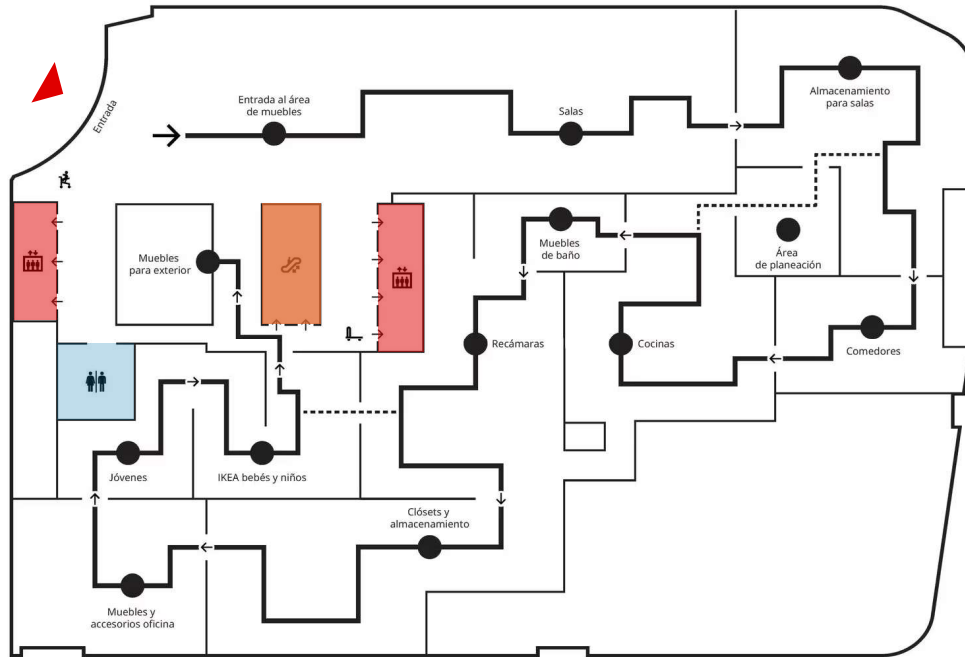 Entrada
Entrada al área
de muebles
Salas
Almacenamiento
para salas
Muebles
para exterior
Muebles
de baño
Área
de planeación
Recámaras
Cocinas
Comedores
Jóvenes
IKEA bebés y niños
Clósets y
almacenamiento
Muebles y
accesorios oficina